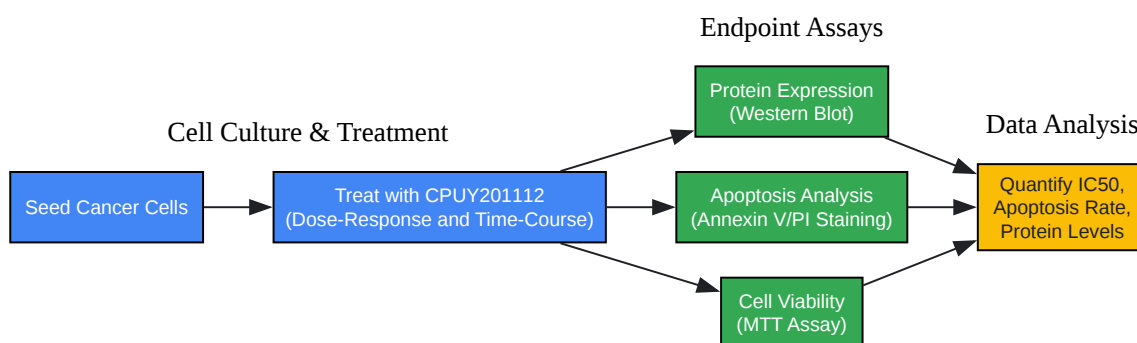 Endpoint Assays
Protein Expression
(Western Blot)
Cell Culture & Treatment
Data Analysis
Seed Cancer Cells
Treat with CPUY201112
(Dose-Response and Time-Course)
Apoptosis Analysis
(Annexin V/PI Staining)
Quantify IC50,
Apoptosis Rate,
Protein Levels
Cell Viability
(MTT Assay)